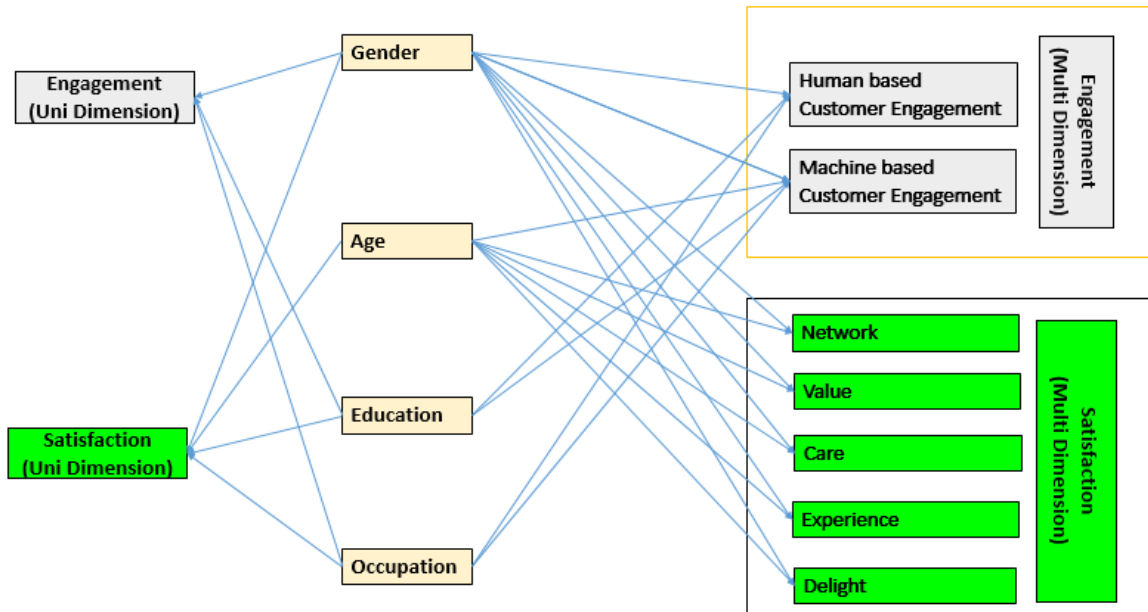 Engagement
(Uni Dimension)
Satisfaction
(Uni Dimension)
Gender
Age
Education
Occupation
Human based
Customer Engagement
Machine based
Customer Engagement
Engagement
(Multi Dimension)
Network
Value
Care
Experience
Delight
Satisfaction
(Multi Dimension)